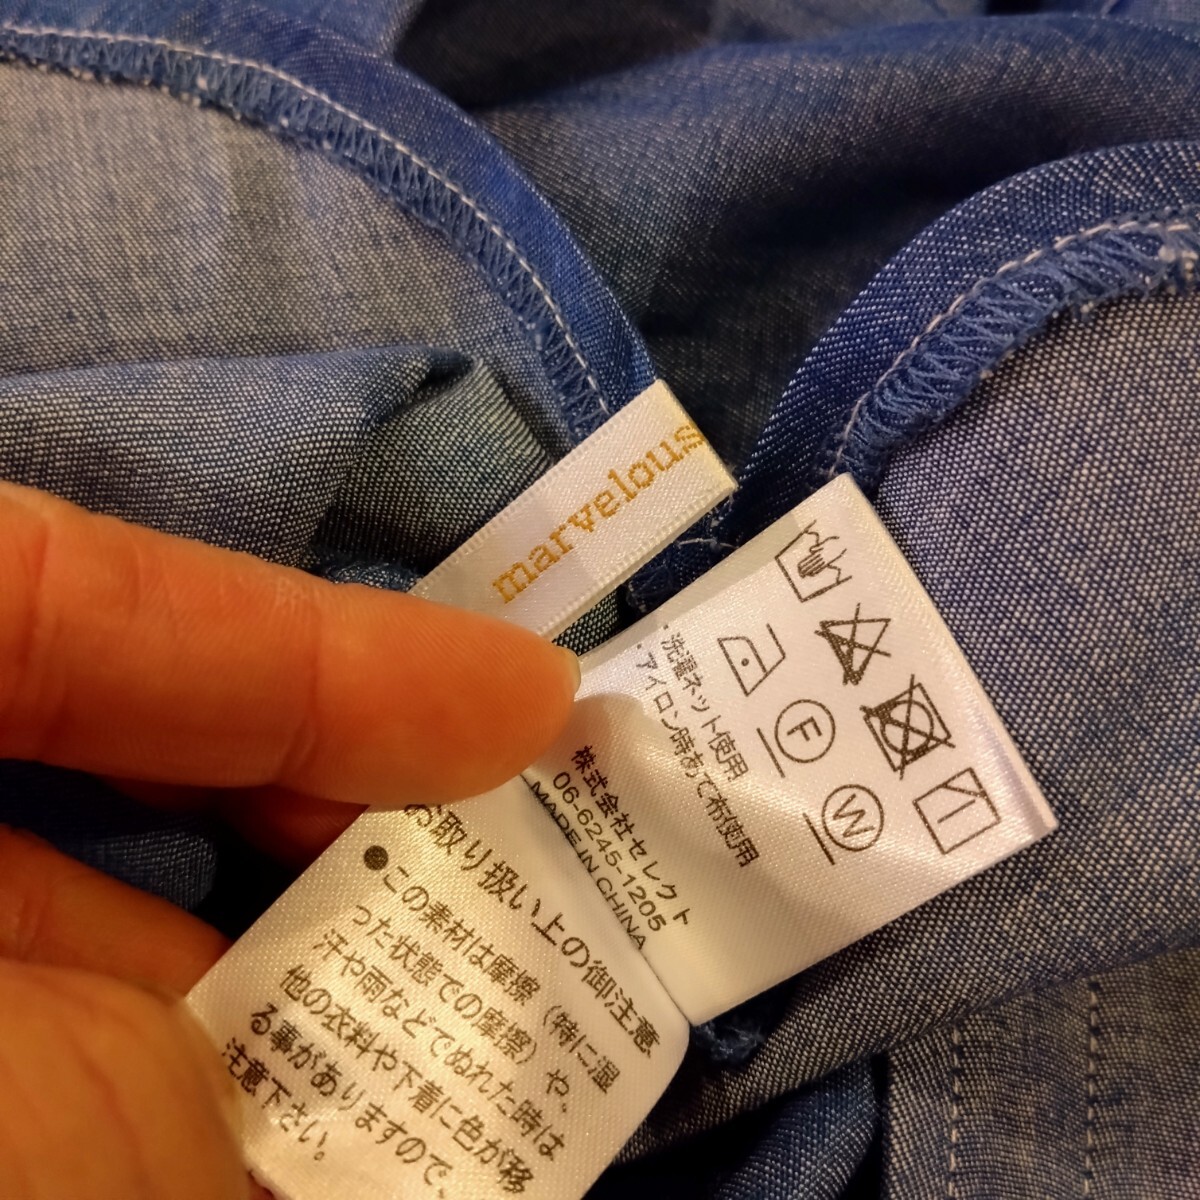 marvelous
F
W
・洗濯ネット使用
・アイロン時あて布使用
株式会社セレクト
06-6245-1205
MADE IN CHINA
お取り扱い上の御注意
●この素材は摩擦（特に湿
った状態での摩擦）や、
汗や雨などでぬれた時は
他の衣料や下着に色が移
る事がありますので、
注意下さい。